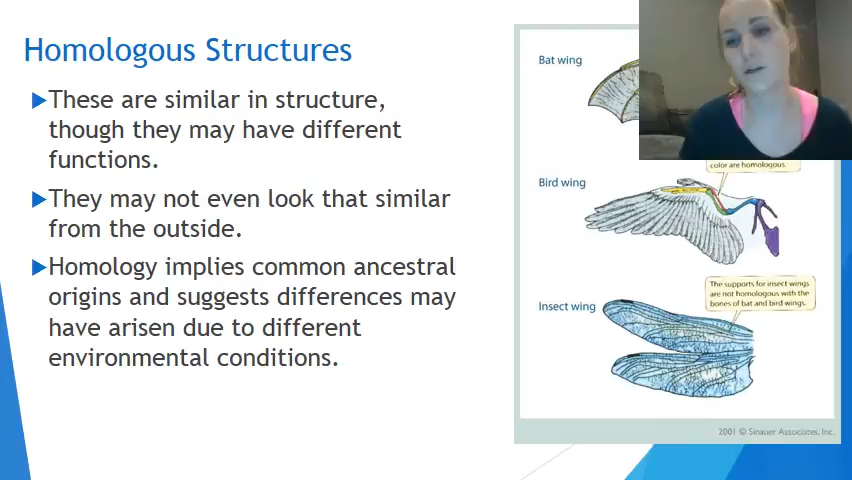 Homologous Structures
These are similar in structure,
though they may have different
functions.
They may not even look that similar
from the outside.
Homology implies common ancestral
origins and suggests differences may
have arisen due to different
environmental conditions.
Bat wing
color are homologous.
Bird wing
The supports for insect wings
are not homologous with the
bones of bat and bird wings.
Insect wing
2001 © Sinauer Associates, Inc.